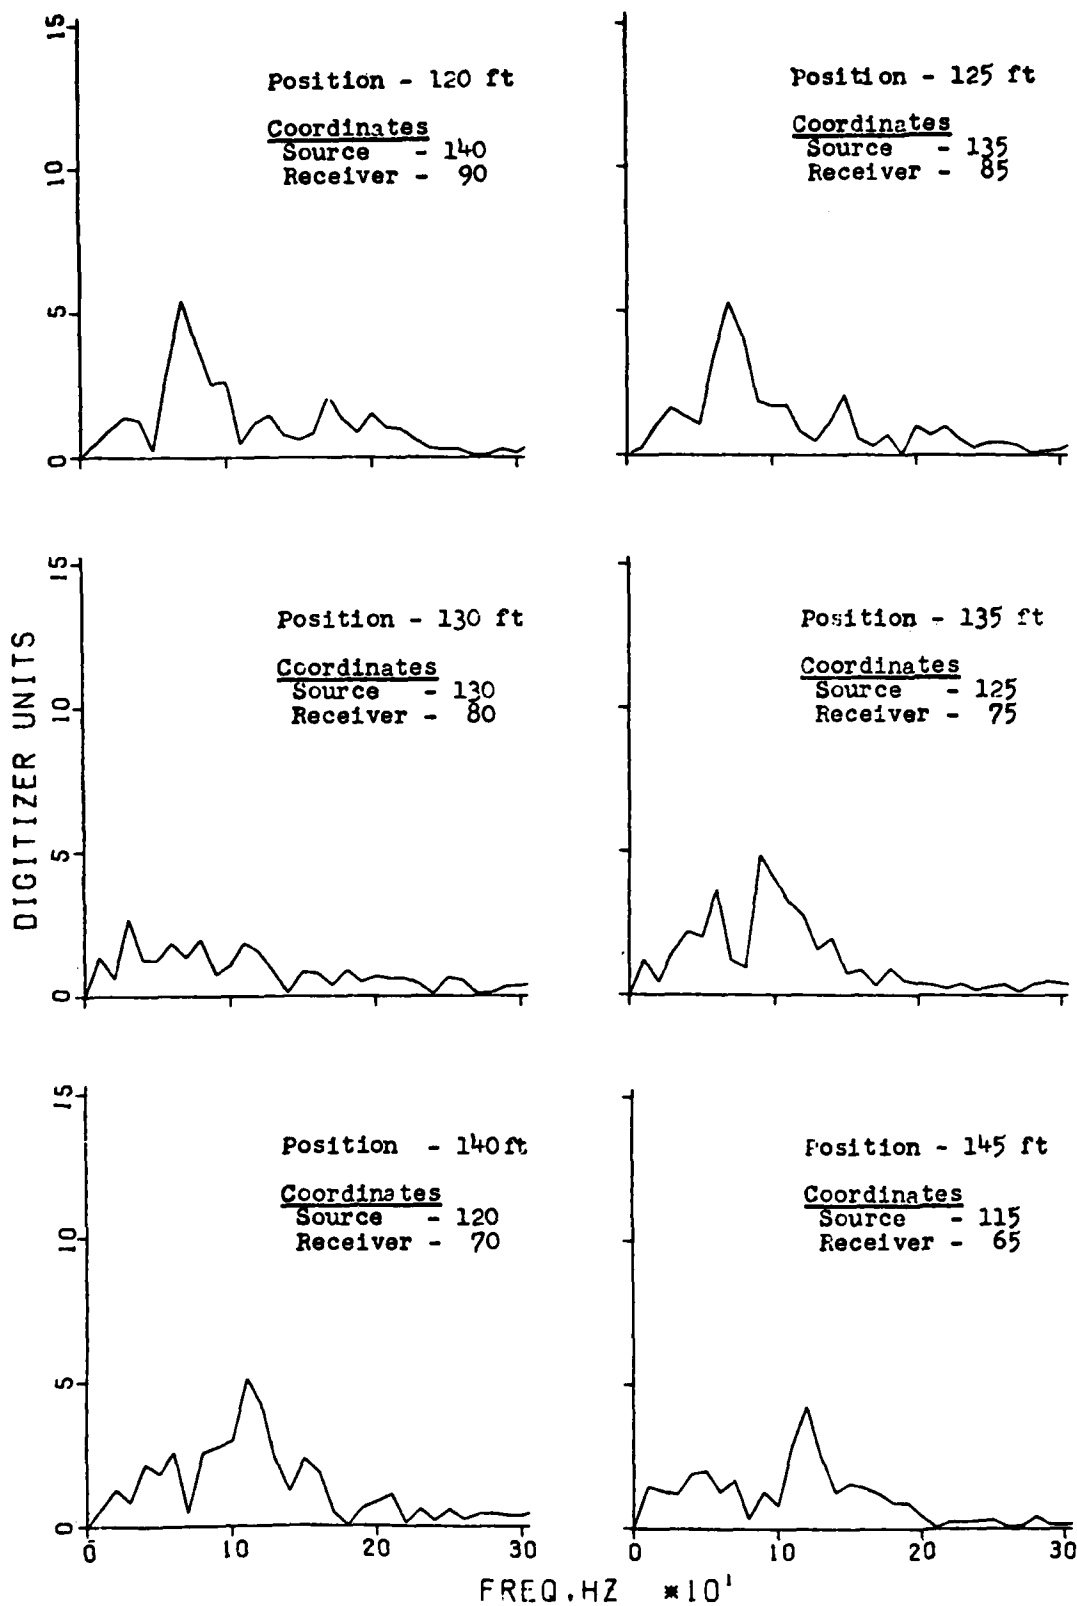 15
10
5
0
Position - 120 ft
Coordinates
Source - 140
Receiver - 90
Position - 125 ft
Coordinates
Source - 135
Receiver - 85
DIGITIZER UNITS
15
10
5
0
Position - 130 ft
Coordinates
Source - 130
Receiver - 80
Position - 135 ft
Coordinates
Source - 125
Receiver - 75
15
10
5
0
Position - 140 ft
Coordinates
Source - 120
Receiver - 70
Position - 145 ft
Coordinates
Source - 115
Receiver - 65
0 10 20 30
0 10 20 30
FREQ.HZ *10¹